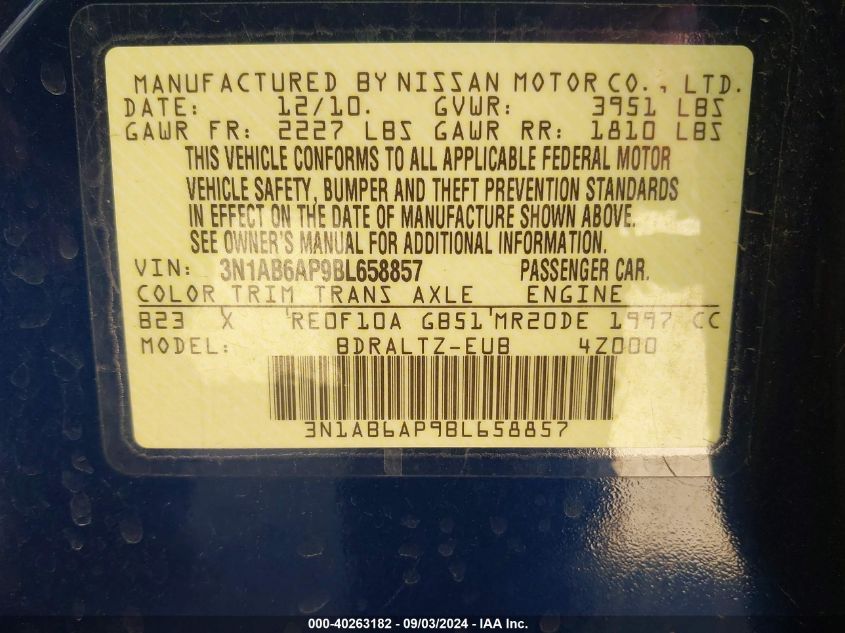 MANUFACTURED BY NISSAN MOTOR CO., LTD.
DATE: 12/10. GVWR: 3951 LBS
GAWR FR: 2227 LBS GAWR RR: 1810 LBS
THIS VEHICLE CONFORMS TO ALL APPLICABLE FEDERAL MOTOR
VEHICLE SAFETY, BUMPER AND THEFT PREVENTION STANDARDS
IN EFFECT ON THE DATE OF MANUFACTURE SHOWN ABOVE.
SEE OWNER'S MANUAL FOR ADDITIONAL INFORMATION.
VIN: 3N1AB6AP9BL658857 PASSENGER CAR.
COLOR TRIM TRANS AXLE ENGINE
B23 X 'RE0F10A GB51'MR20DE 1997 CC
MODEL: BDRALTZ-EUB 4Z000
3N1AB6AP9BL658857
000-40263182 - 09/03/2024 - IAA Inc.